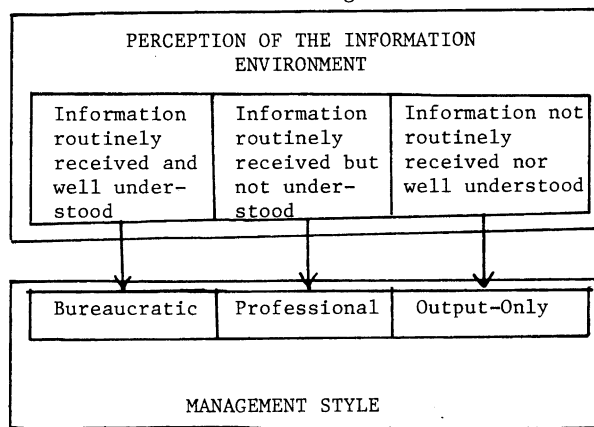 PERCEPTION OF THE INFORMATION
ENVIRONMENT
Information
routinely
received and
well under-
stood
Information
routinely
received but
not under-
stood
Information not
routinely
received nor
well understood
Bureaucratic
Professional
Output-Only
MANAGEMENT STYLE